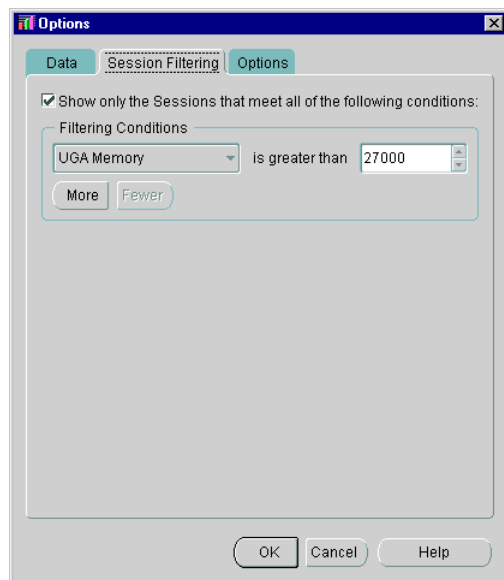 Options
Data Session Filtering Options
Show only the Sessions that meet all of the following conditions:
Filtering Conditions
UGA Memory is greater than 27000
More Fewer
OK Cancel Help